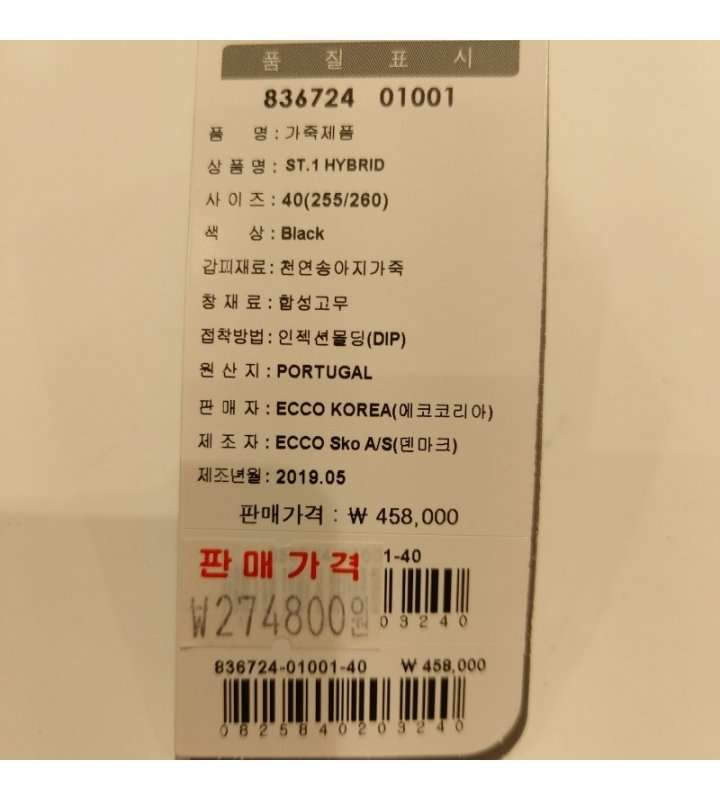 품 질 표 시
836724 01001
품 명 : 가죽제품
상 품 명 : ST.1 HYBRID
사 이 즈 : 40(255/260)
색 상 : Black
갑피재료 : 천연송아지가죽
창 재 료 : 합성고무
접착방법 : 인젝션몰딩(DIP)
원 산 지 : PORTUGAL
판 매 자 : ECCO KOREA(에코코리아)
제 조 자 : ECCO Sko A/S(덴마크)
제조년월 : 2019.05
판매가격 : ₩ 458,000
판매가격 1-40
₩274800원 03240
836724-01001-40 ₩ 458,000
0825840203240